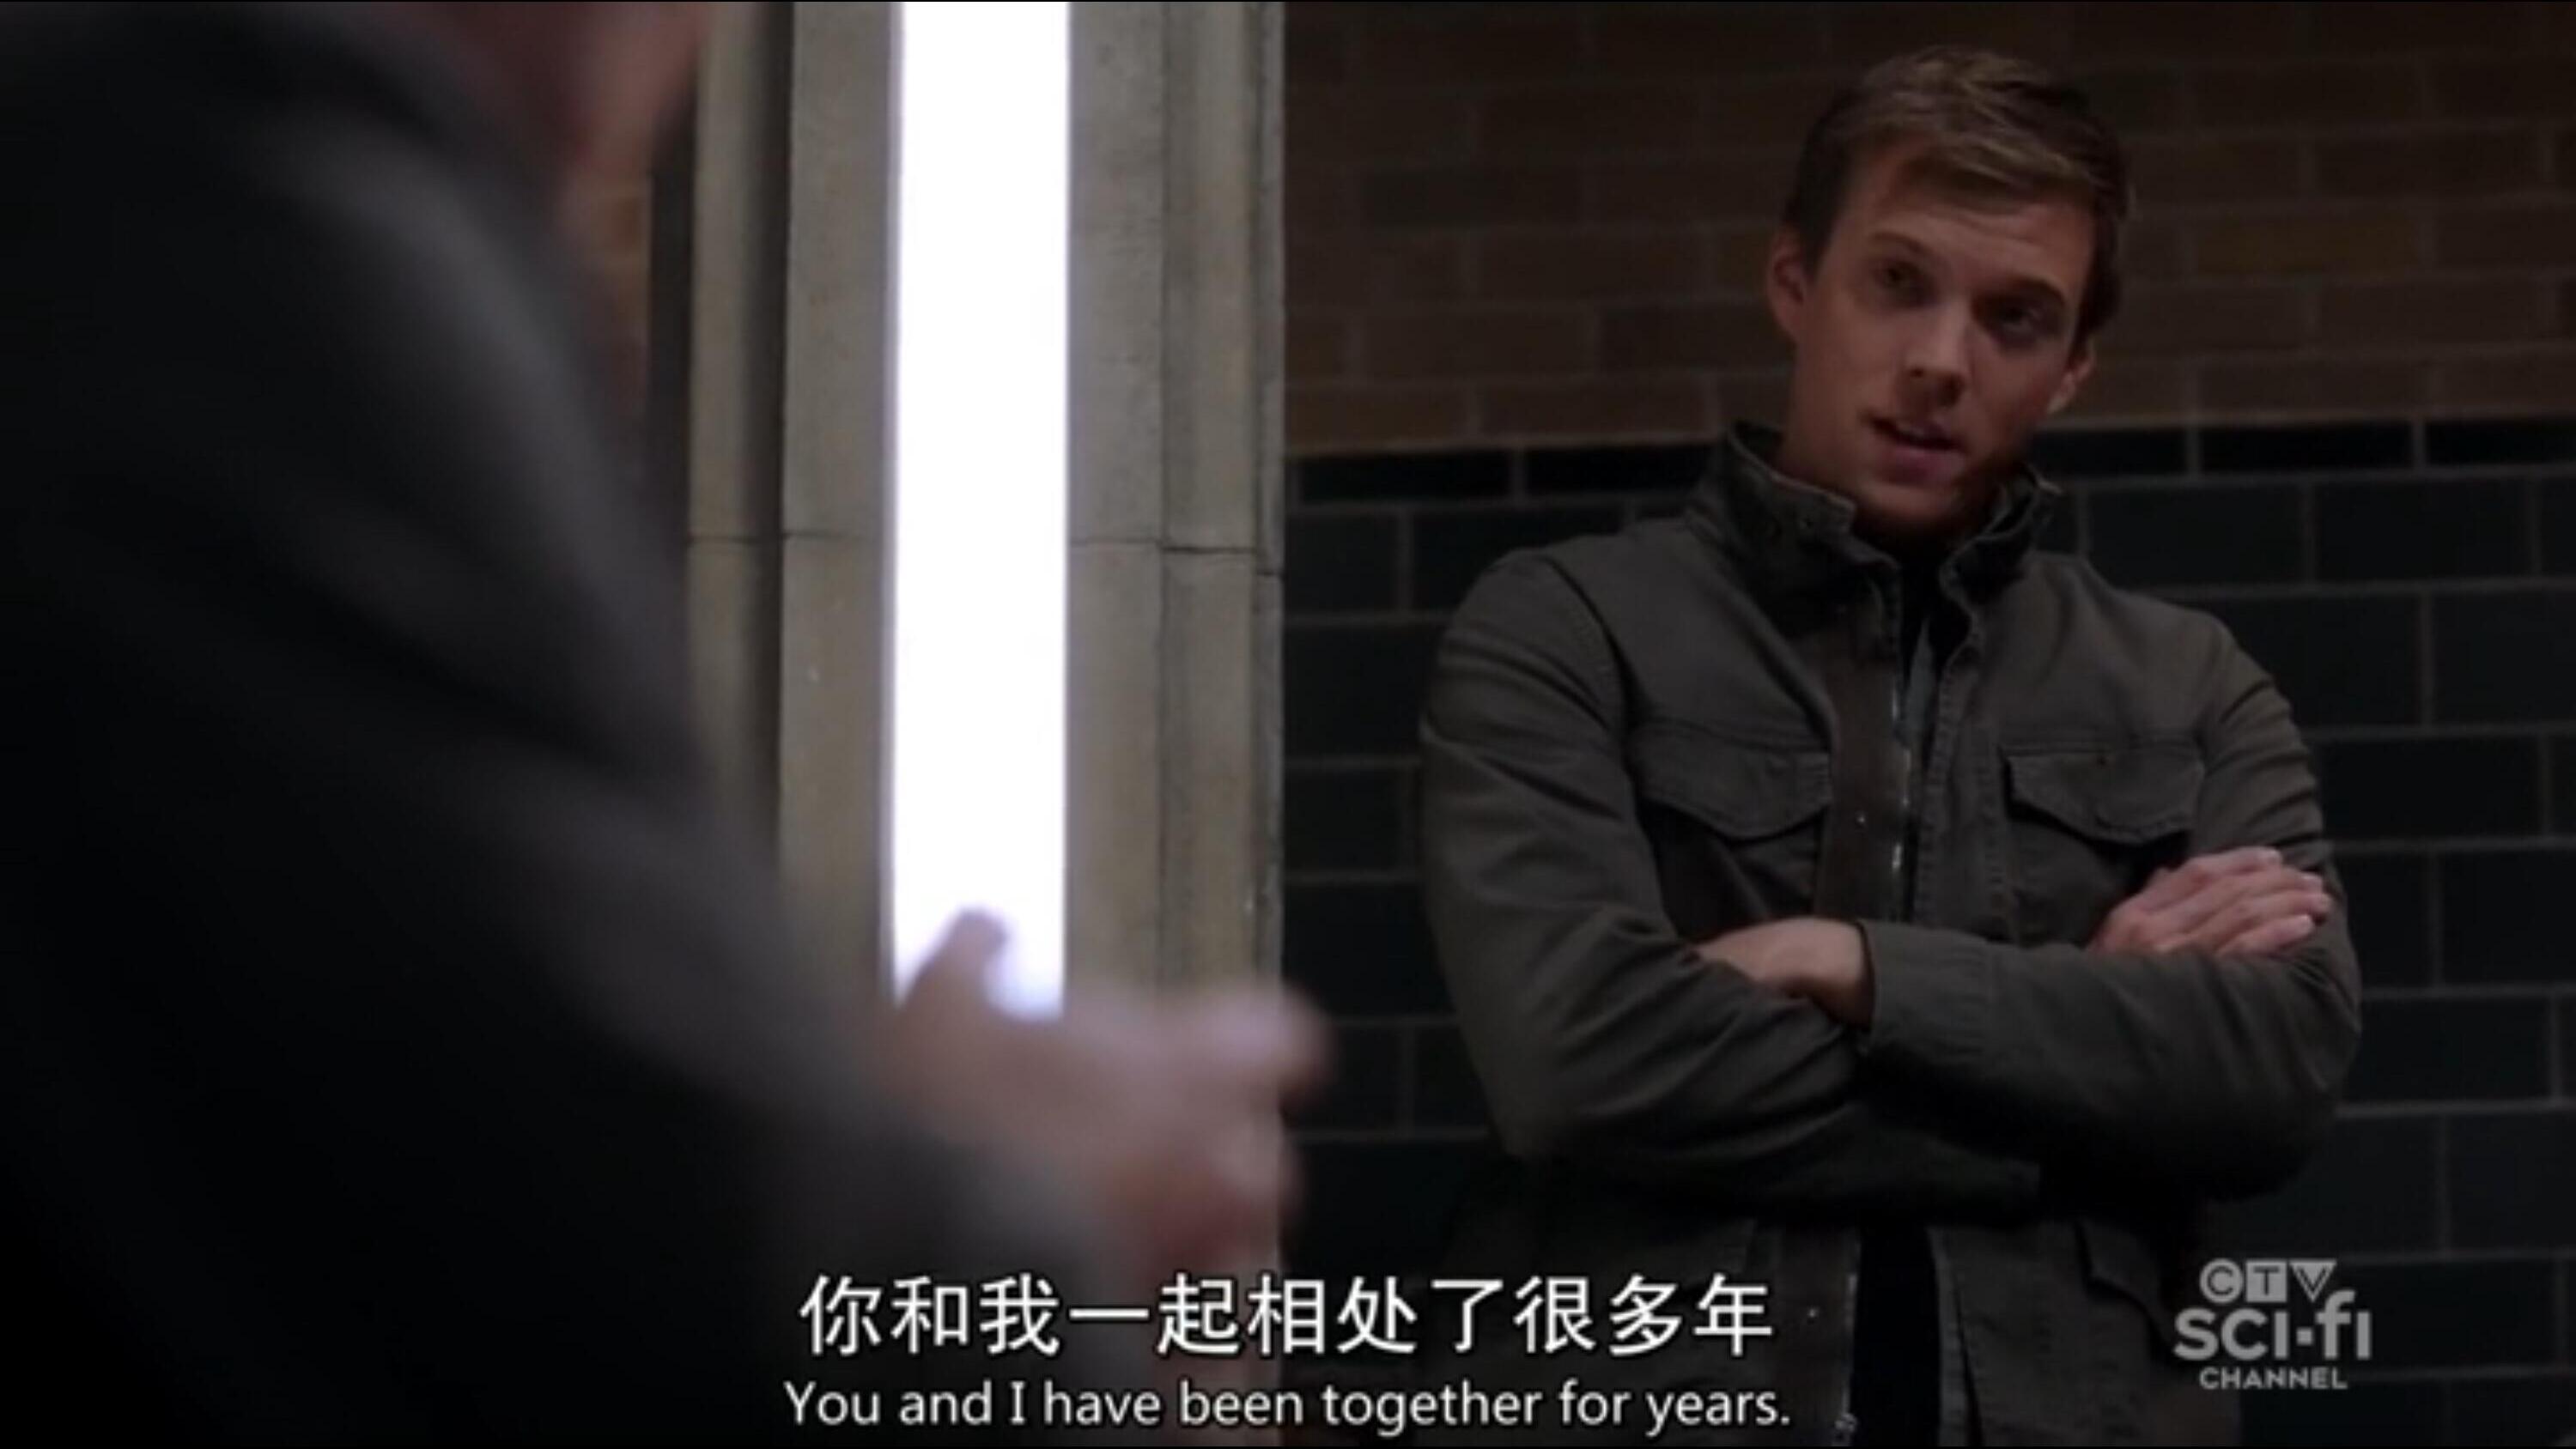 你和我一起相处了很多年
You and I have been together for years.
CTV
SCI-FI
CHANNEL